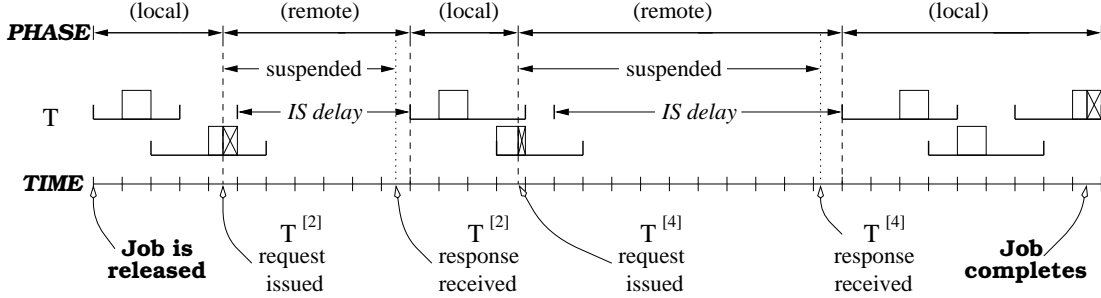 (local) (remote) (local) (remote) (local)
PHASE
suspended suspended
T IS delay IS delay
TIME
T [2] T [2] T [4] T [4]
Job is released
request issued
response received
request issued
response received
Job completes